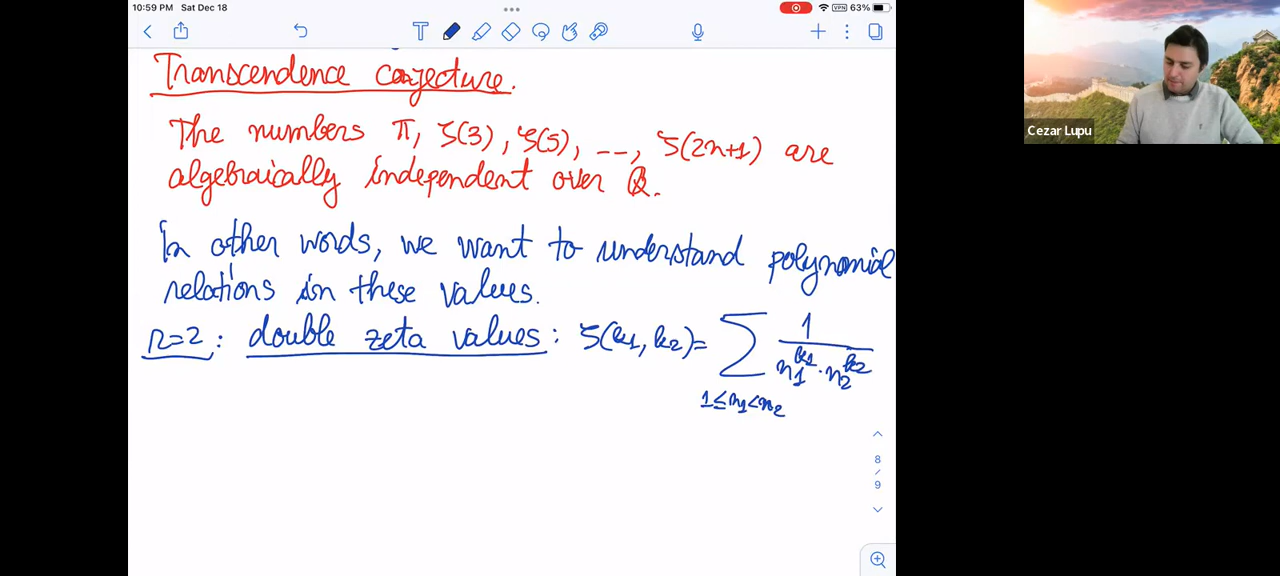 10:59 PM Sat Dec 18
VPN 63%
Transcendence conjecture.
The numbers π, ζ(3), ζ(5), ---, ζ(2n+1) are
algebraically independent over Q.
In other words, we want to understand polynomial
relations in these values.
r=2: double zeta values: ζ(k1, k2)= ∑ 1 / n1^k1 · n2^k2
1≤n1<n2
8
/
9
Cezar Lupu